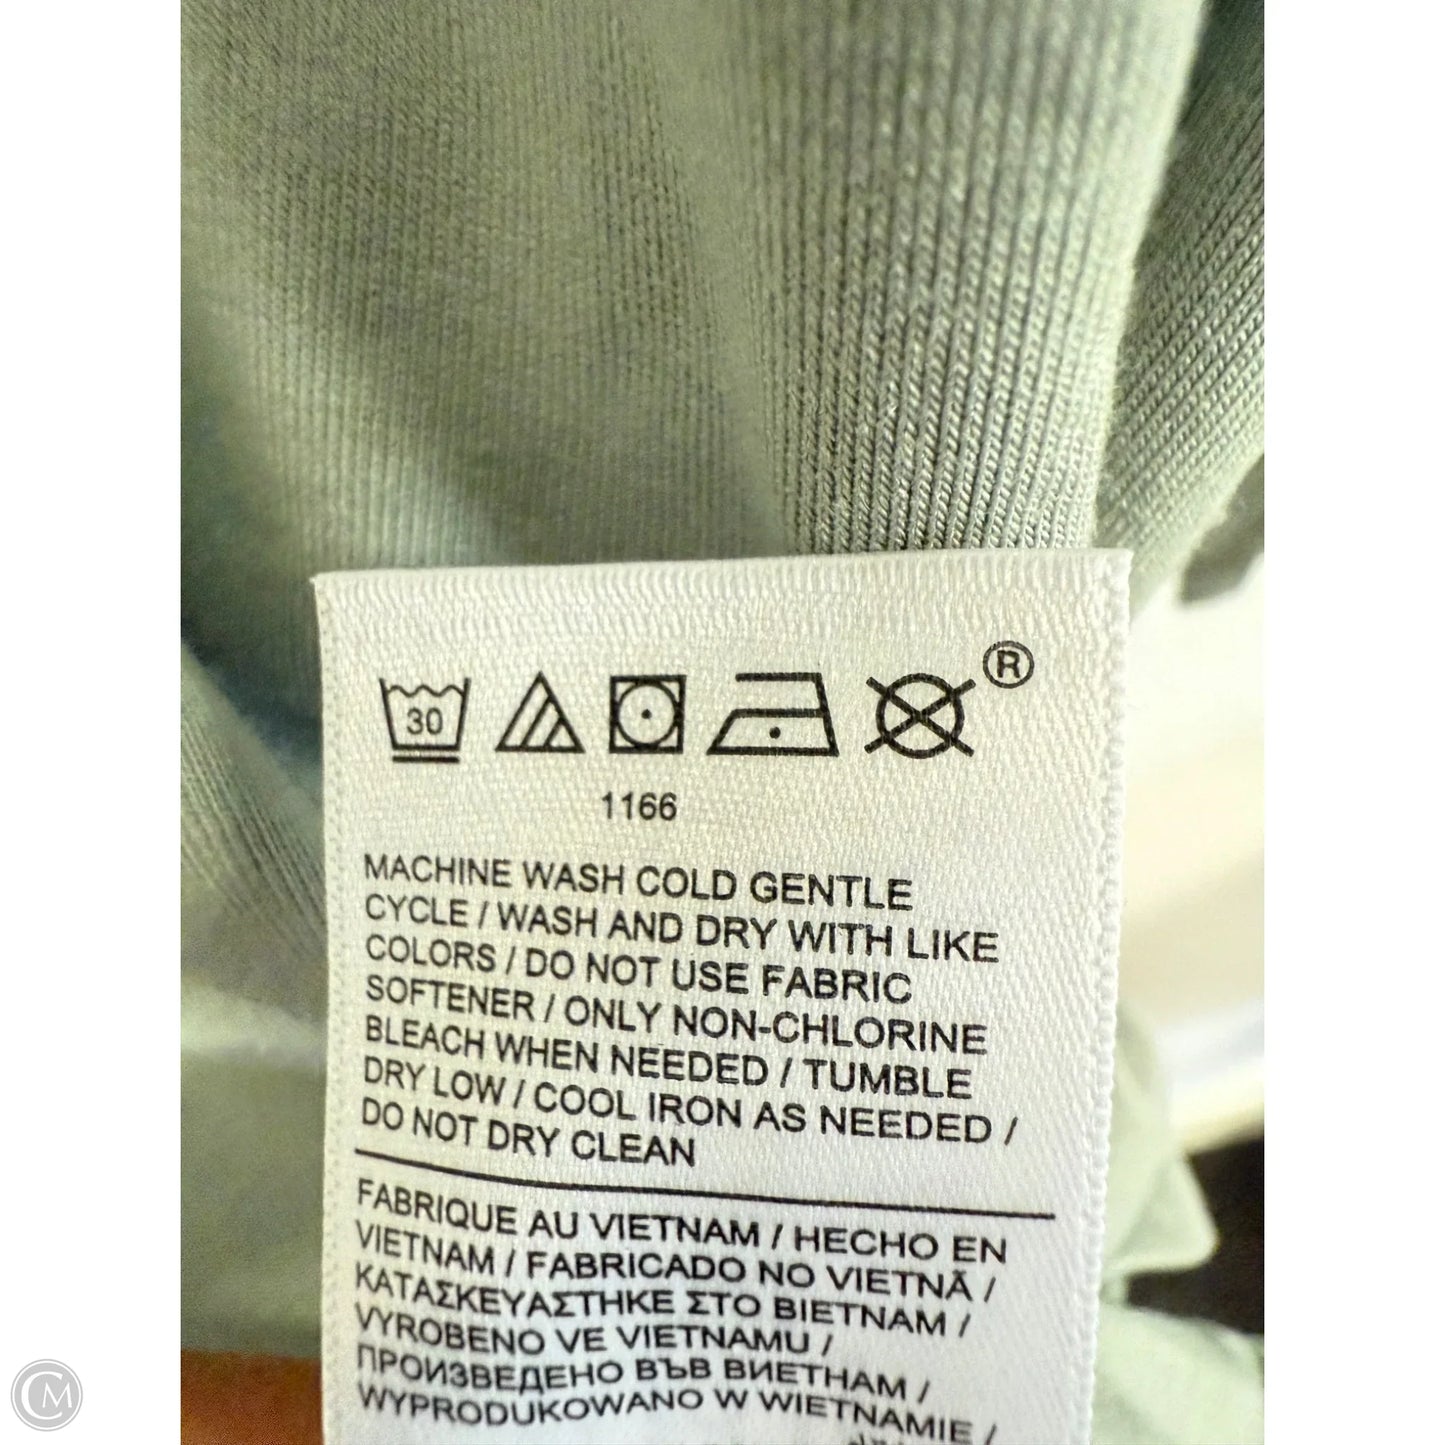 30
®
1166
MACHINE WASH COLD GENTLE
CYCLE / WASH AND DRY WITH LIKE
COLORS / DO NOT USE FABRIC
SOFTENER / ONLY NON-CHLORINE
BLEACH WHEN NEEDED / TUMBLE
DRY LOW / COOL IRON AS NEEDED /
DO NOT DRY CLEAN
FABRIQUE AU VIETNAM / HECHO EN
VIETNAM / FABRICADO NO VIETNÃ /
ΚΑΤΑΣΚΕΥΑΣΤΗΚΕ ΣΤΟ ΒΙΕΤΝΑΜ /
VYROBENO VE VIETNAMU /
ПРОИЗВЕДЕНО ВЪВ ВИЕТНАМ /
WYPRODUKOWANO W WIETNAMIE /
CM